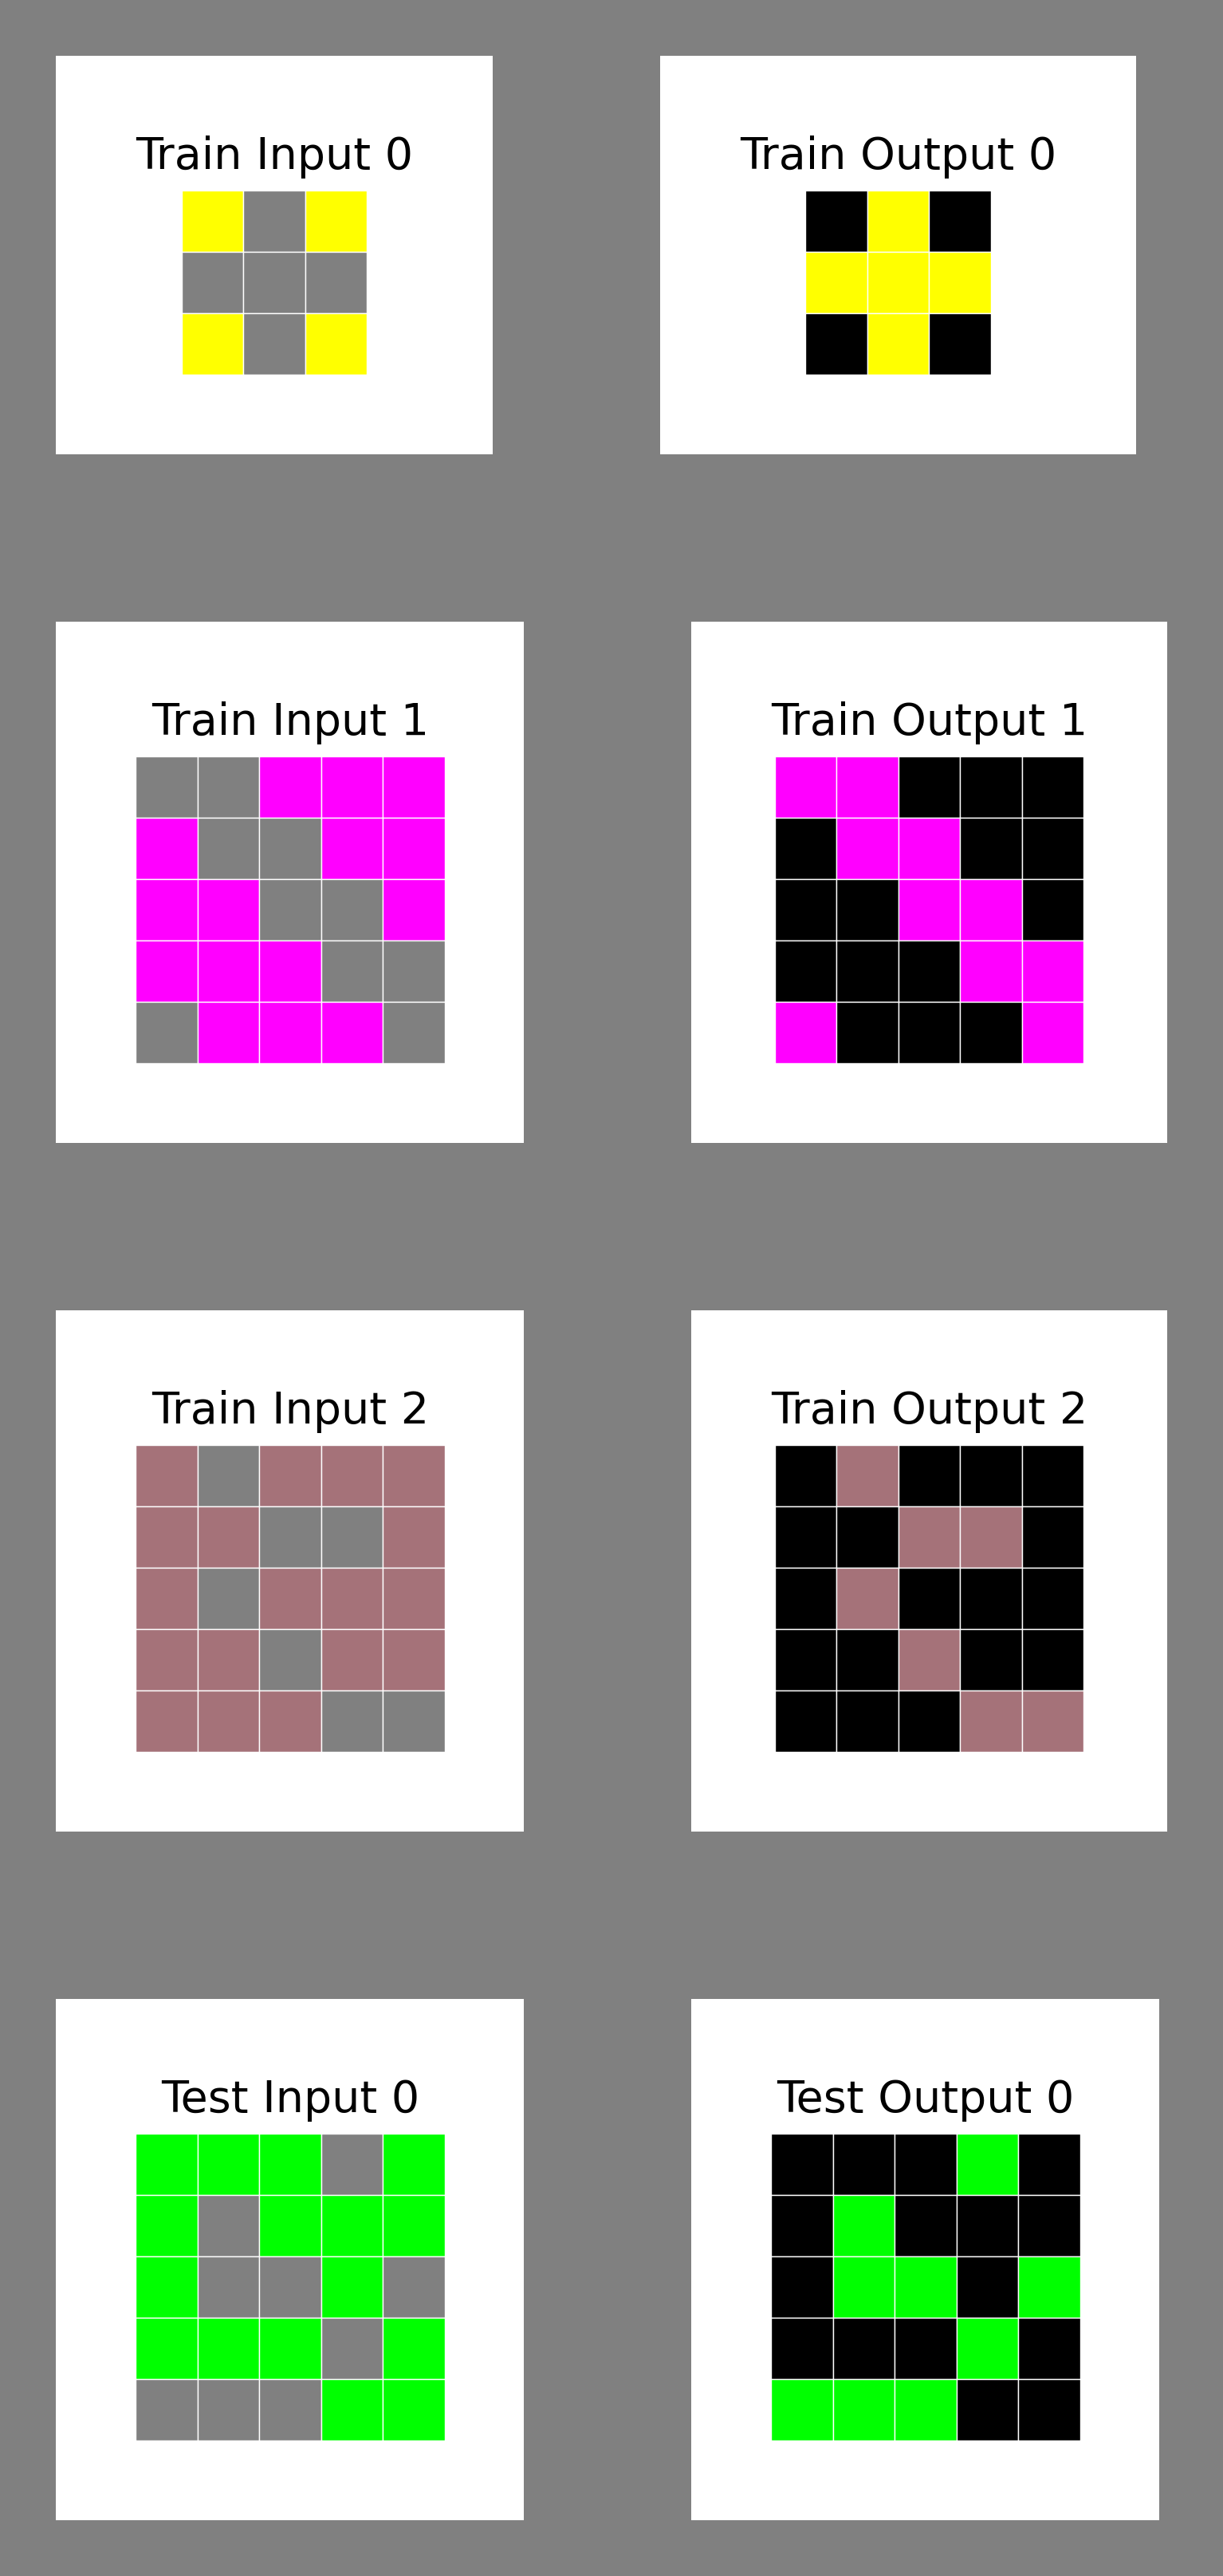 Train Input 0
Train Output 0
Train Input 1
Train Output 1
Train Input 2
Train Output 2
Test Input 0
Test Output 0